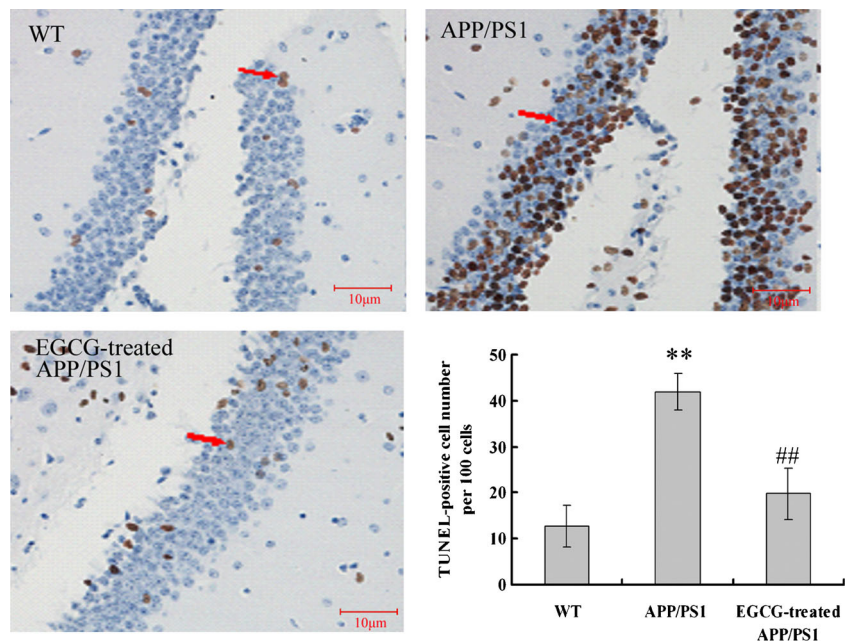 WT
10μm
APP/PS1
10μm
EGCG-treated
APP/PS1
10μm
TUNEL-positive cell number
per 100 cells
50
40
30
20
10
0
**
##
WT
APP/PS1
EGCG-treated
APP/PS1